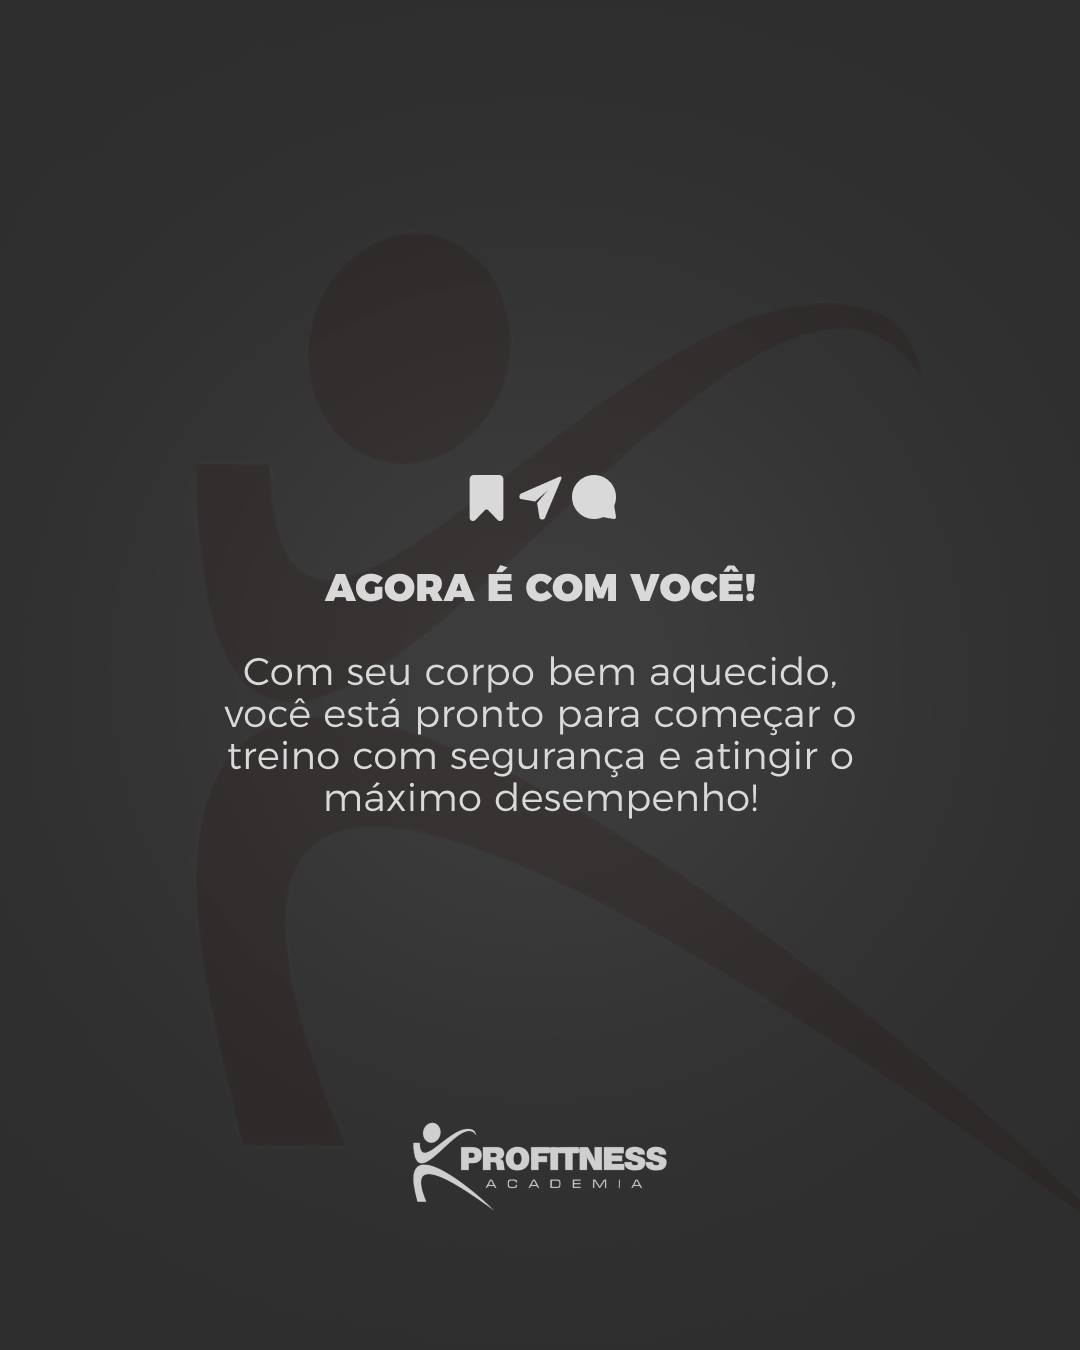 AGORA É COM VOCÊ!
Com seu corpo bem aquecido,
você está pronto para começar o
treino com segurança e atingir o
máximo desempenho!
PROFITNESS
ACADEMIA